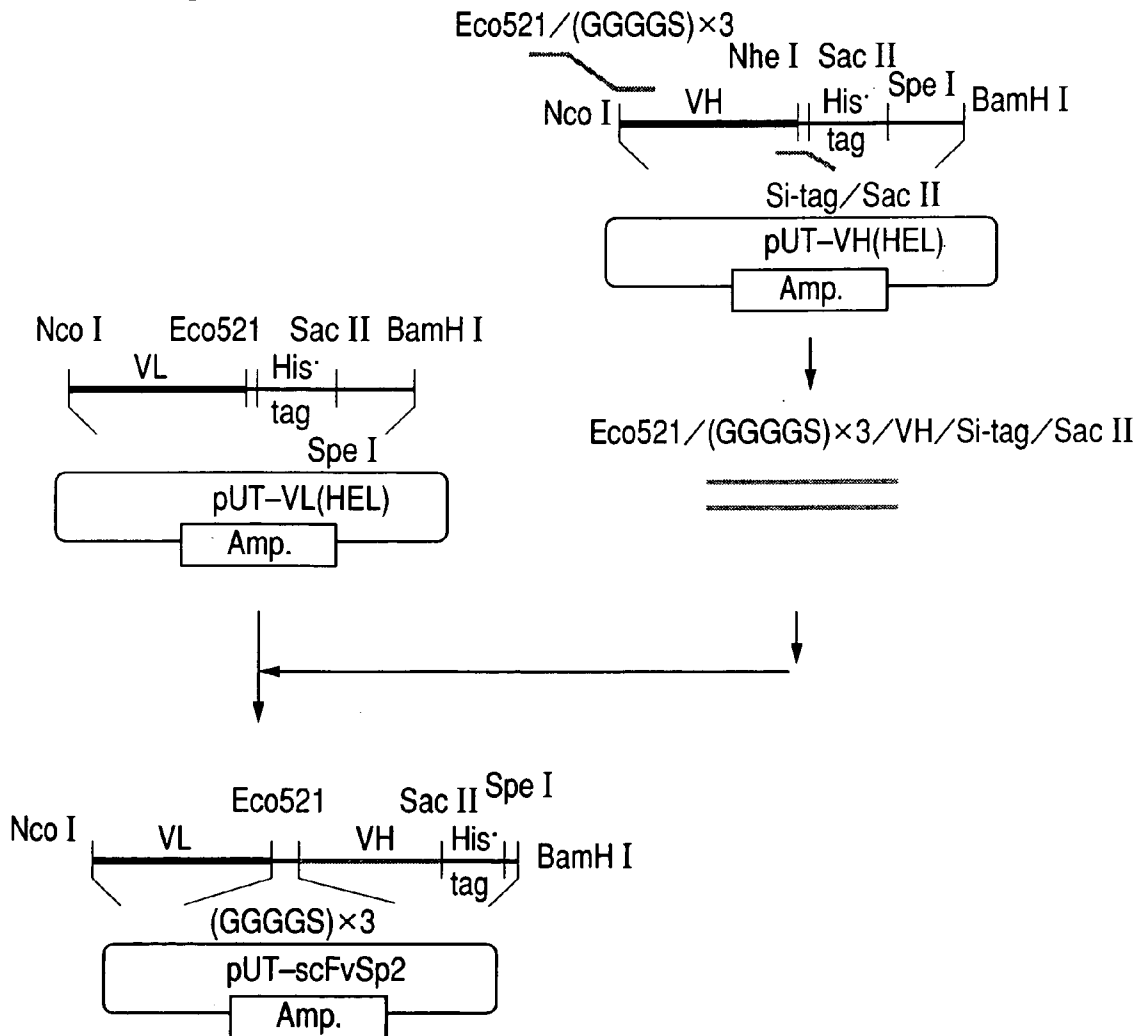 Eco521/(GGGGS)×3
Nhe I Sac II
Spe I
Nco I VH His· BamH I
tag
Si-tag/Sac II
pUT–VH(HEL)
Amp.
Nco I Eco521 Sac II BamH I
VL His·
tag
Spe I
pUT–VL(HEL)
Amp.
Eco521/(GGGGS)×3/VH/Si-tag/Sac II
Eco521 Sac II Spe I
Nco I VL VH His· BamH I
tag
(GGGGS)×3
pUT–scFvSp2
Amp.